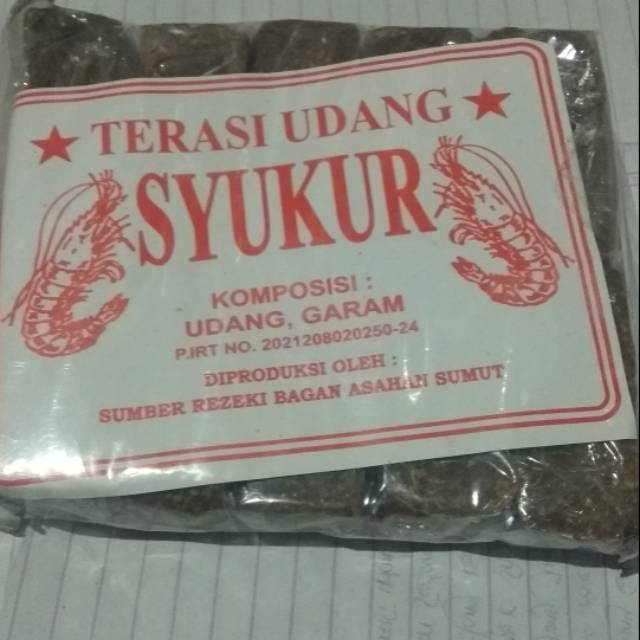 TERASI UDANG
SYUKUR
KOMPOSISI :
UDANG, GARAM
P.IRT NO. 2021208020250-24
DIPRODUKSI OLEH :
SUMBER REZEKI BAGAN ASAHAN SUMUT